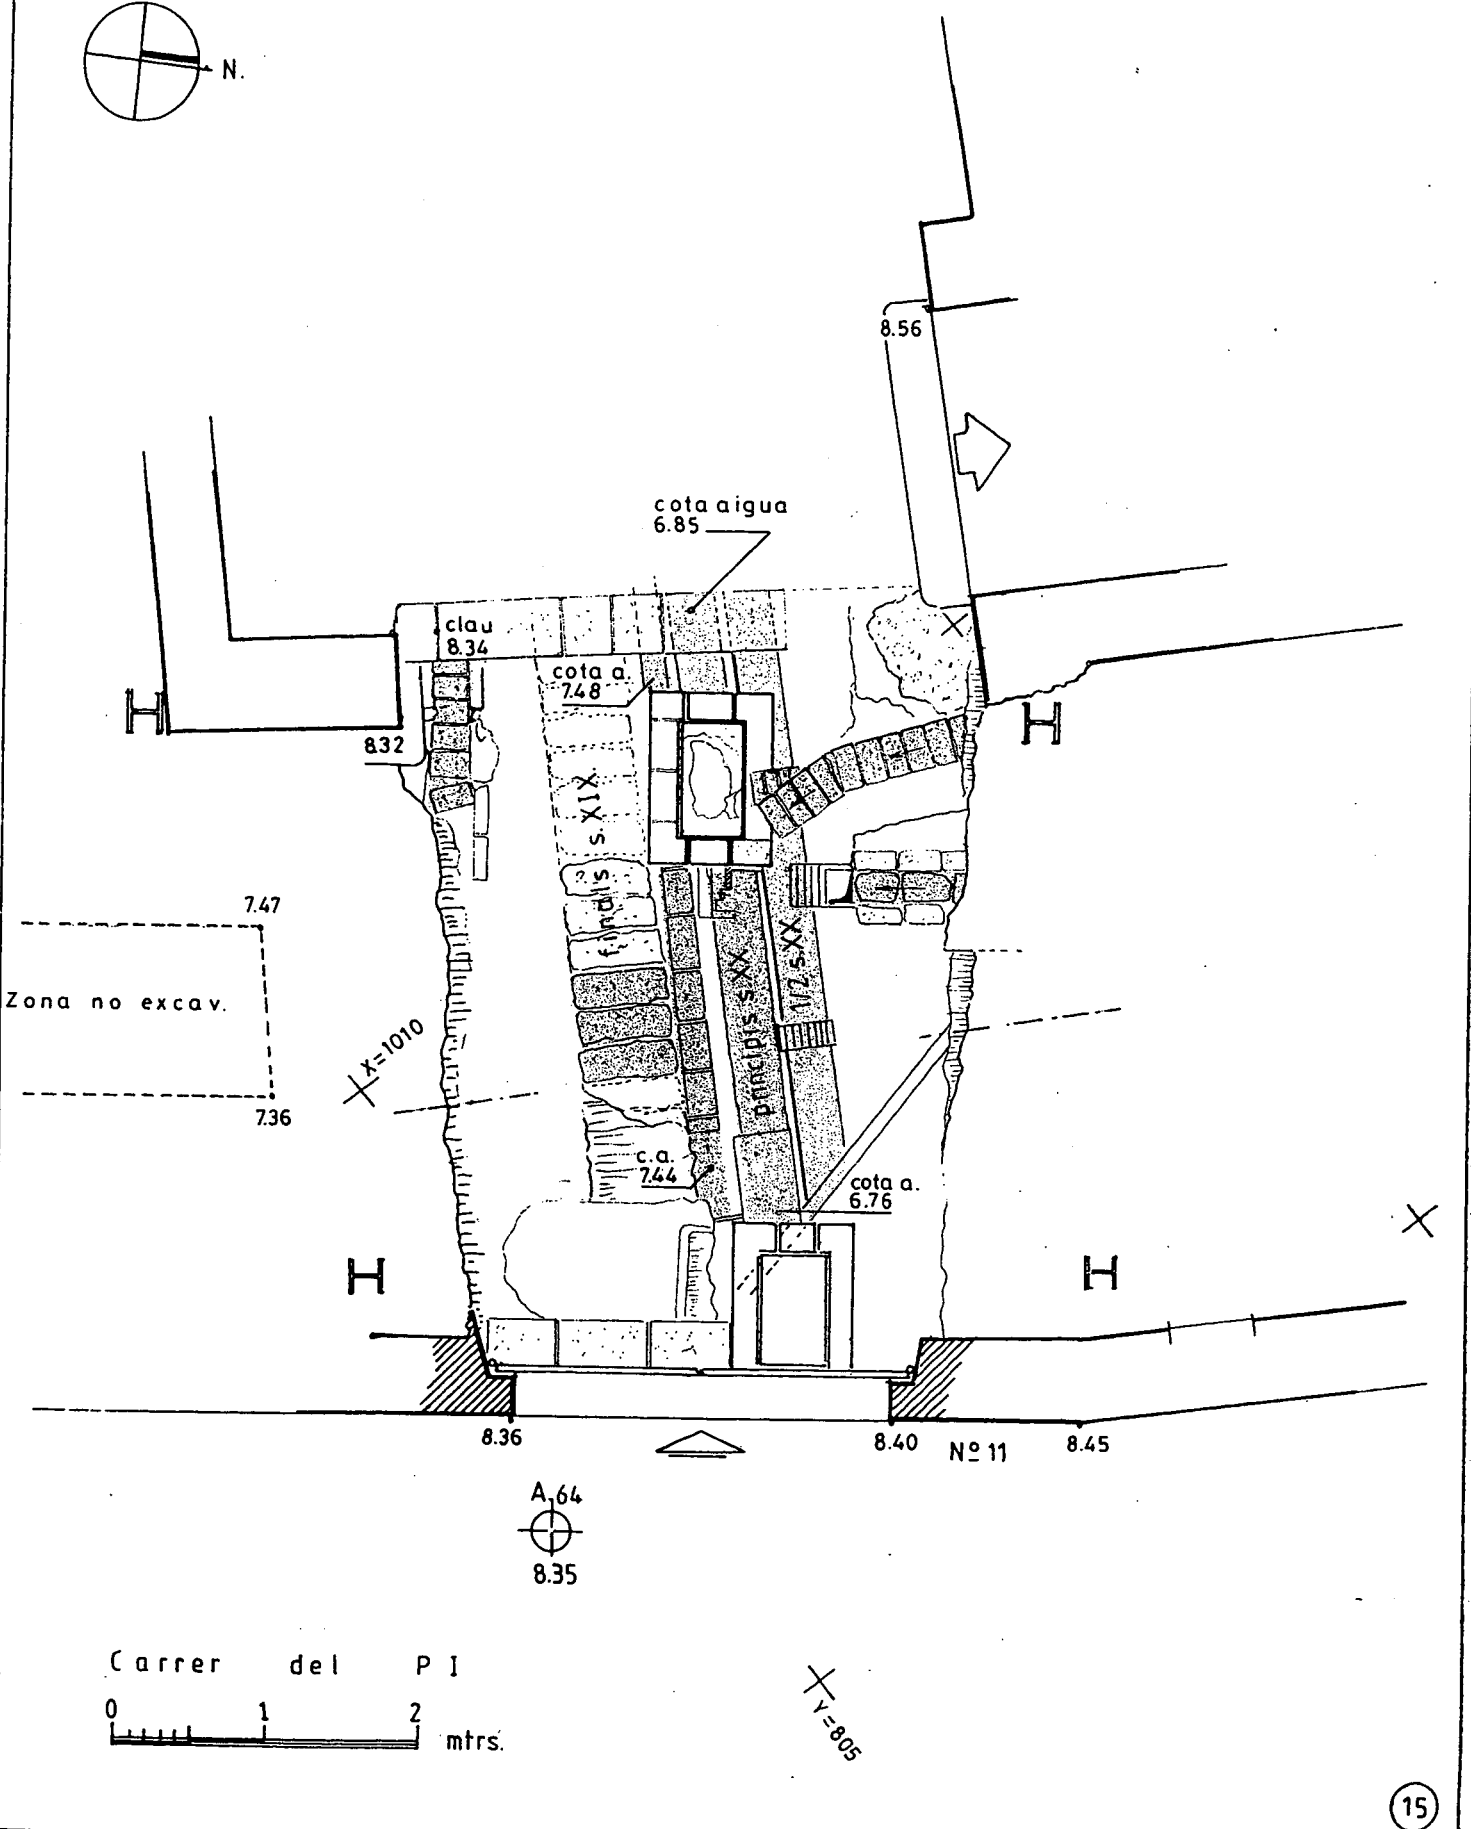 N.
8.56
cota aigua
6.85
clau
8.34
cota a.
7.48
H
H
8.32
finals s. XIX
7.47
Zona no excav.
principis s. XX
1/2 s. XX
X=1010
7.36
c.a.
7.44
cota a.
6.76
H
H
8.36
8.40
Nº 11
8.45
A.64
8.35
Carrer del PI
0 1 2
mtrs.
Y=805
15